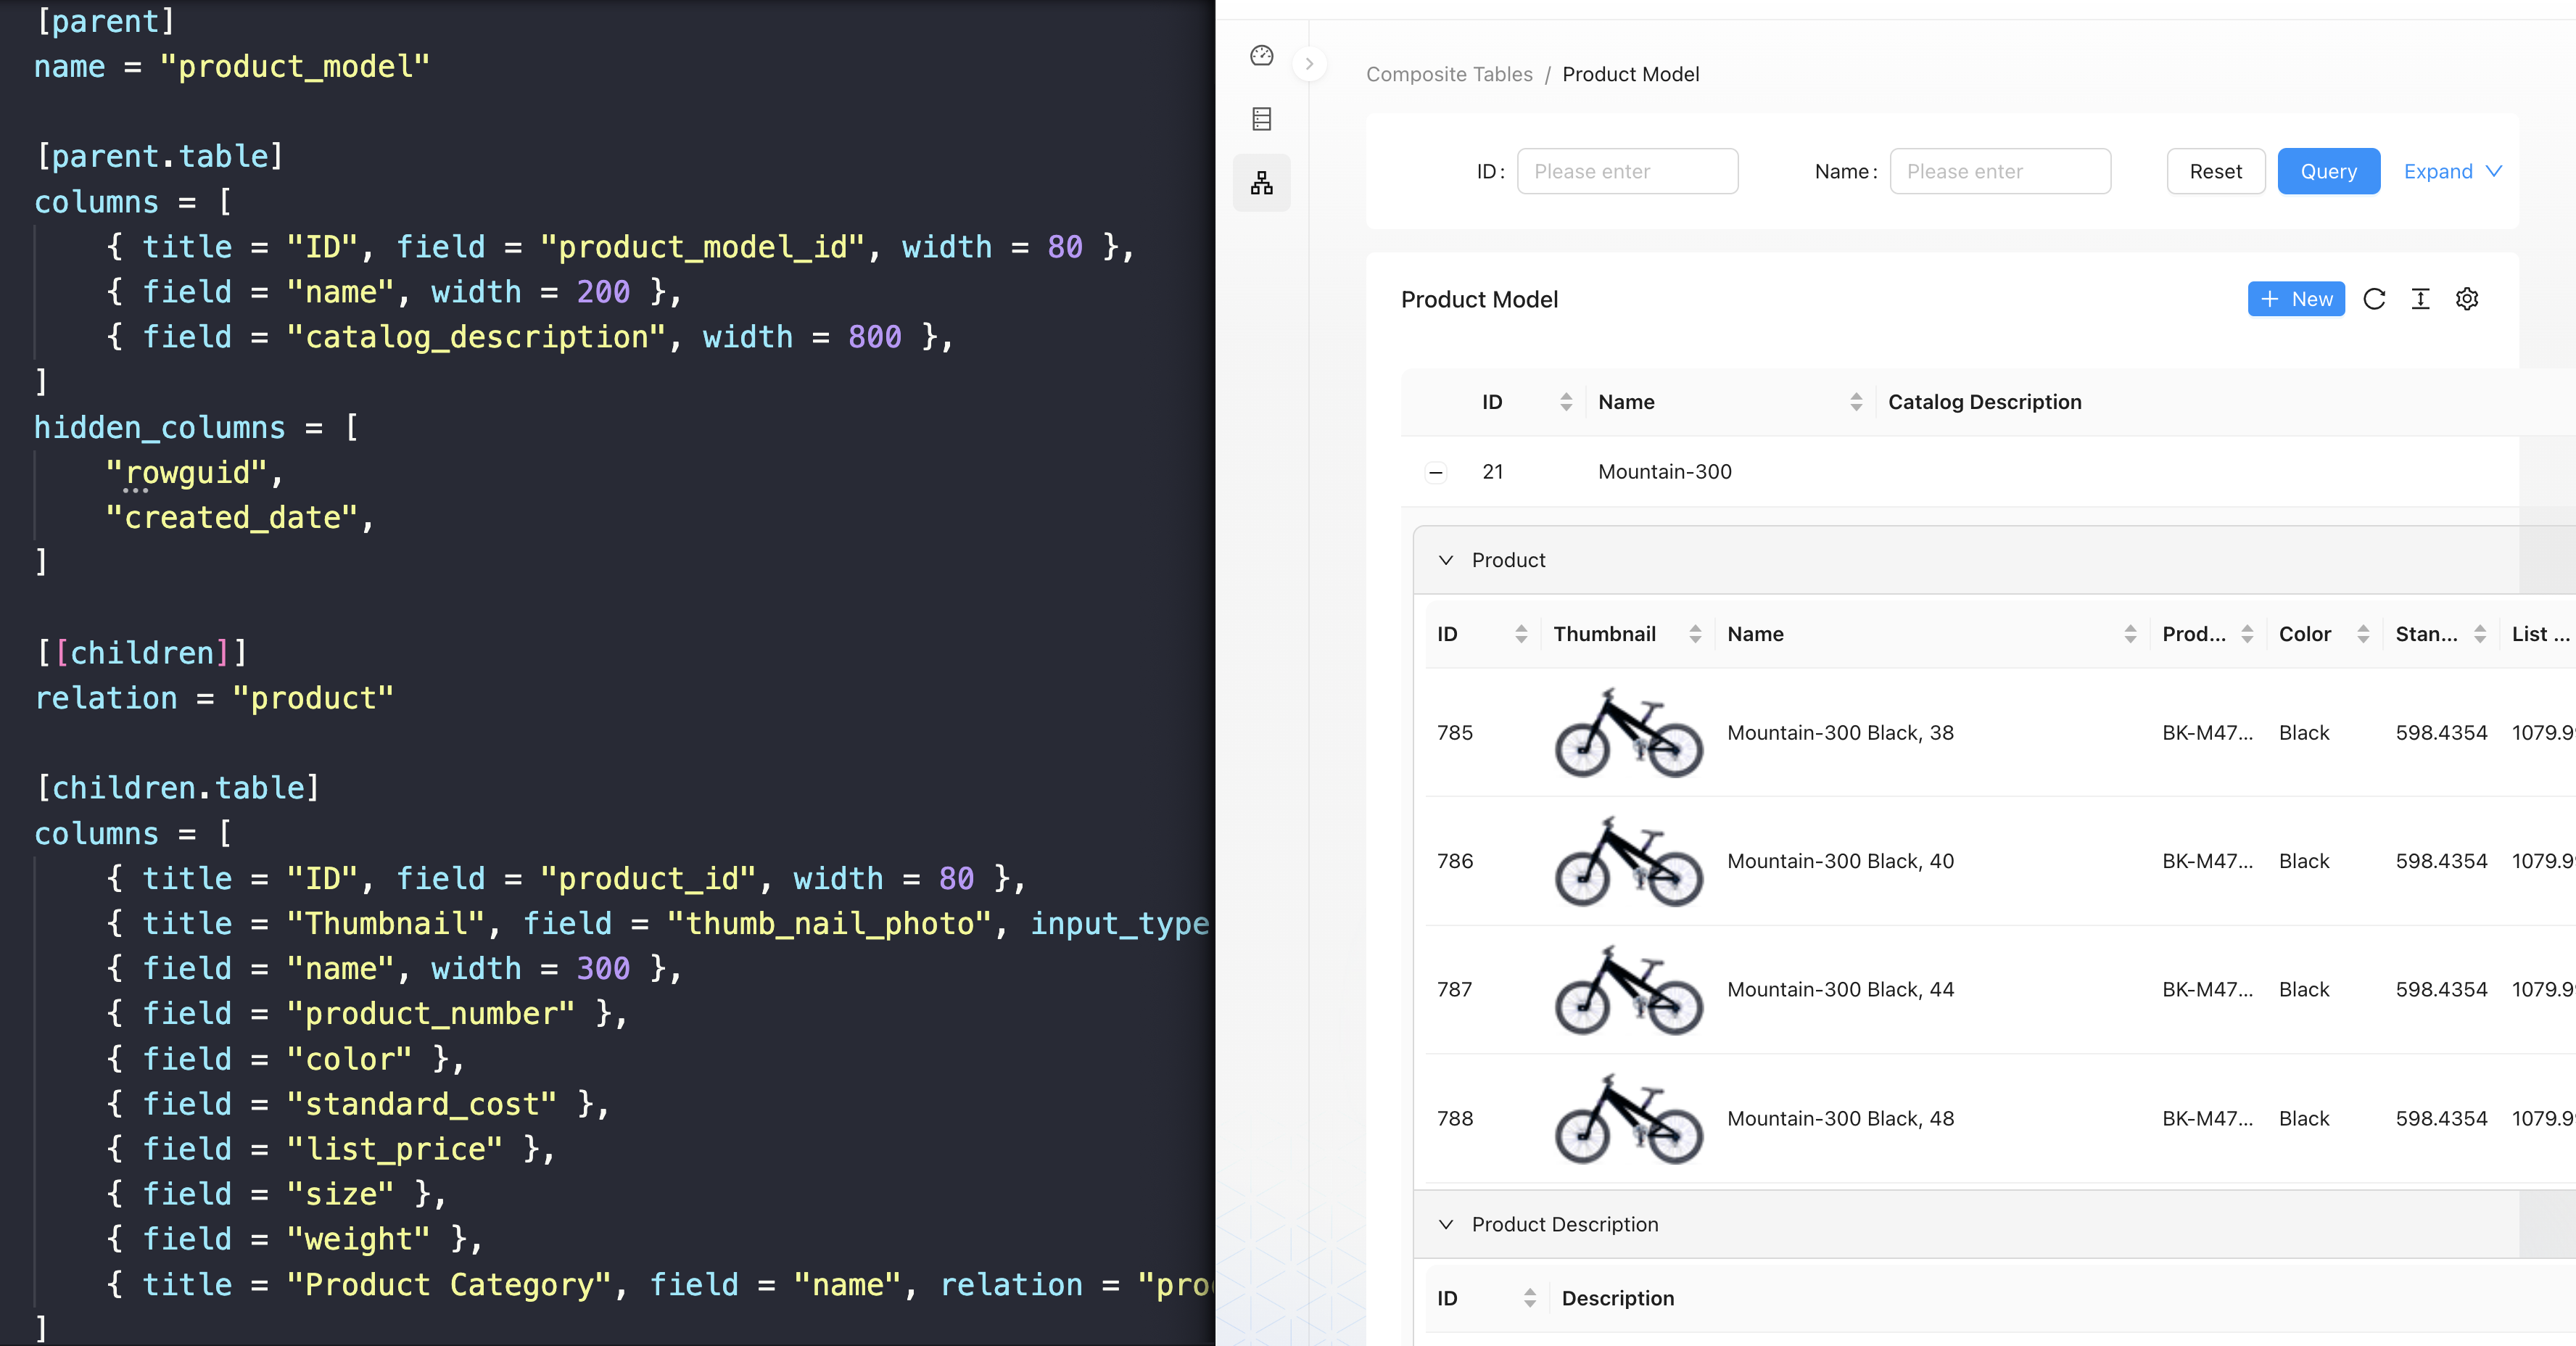 [parent]
name = "product_model"
[parent.table]
columns = [
{ title = "ID", field = "product_model_id", width = 80 },
{ field = "name", width = 200 },
{ field = "catalog_description", width = 800 },
]
hidden_columns = [
"rowguid",
"created_date",
]
[[children]]
relation = "product"
[children.table]
columns = [
{ title = "ID", field = "product_id", width = 80 },
{ title = "Thumbnail", field = "thumb_nail_photo", input_type
{ field = "name", width = 300 },
{ field = "product_number" },
{ field = "color" },
{ field = "standard_cost" },
{ field = "list_price" },
{ field = "size" },
{ field = "weight" },
{ title = "Product Category", field = "name", relation = "pro
]
Composite Tables / Product Model
ID: Please enter Name: Please enter Reset Query Expand
Product Model + New
ID Name Catalog Description
21 Mountain-300
Product
ID Thumbnail Name Prod... Color Stan... List ...
785 Mountain-300 Black, 38 BK-M47... Black 598.4354 1079.9
786 Mountain-300 Black, 40 BK-M47... Black 598.4354 1079.9
787 Mountain-300 Black, 44 BK-M47... Black 598.4354 1079.9
788 Mountain-300 Black, 48 BK-M47... Black 598.4354 1079.9
Product Description
ID Description